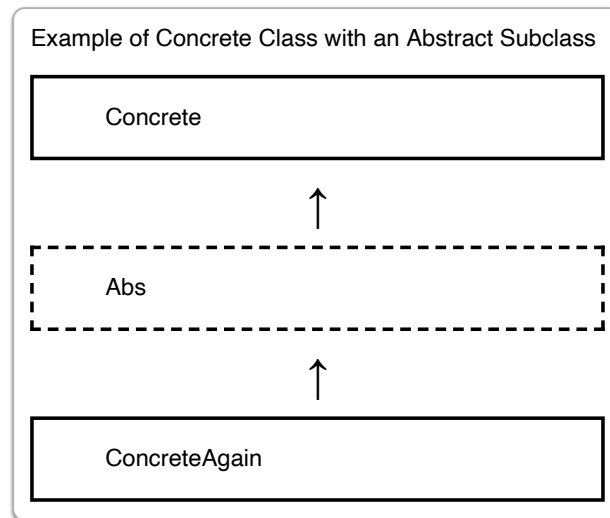 Example of Concrete Class with an Abstract Subclass
Concrete
Abs
ConcreteAgain